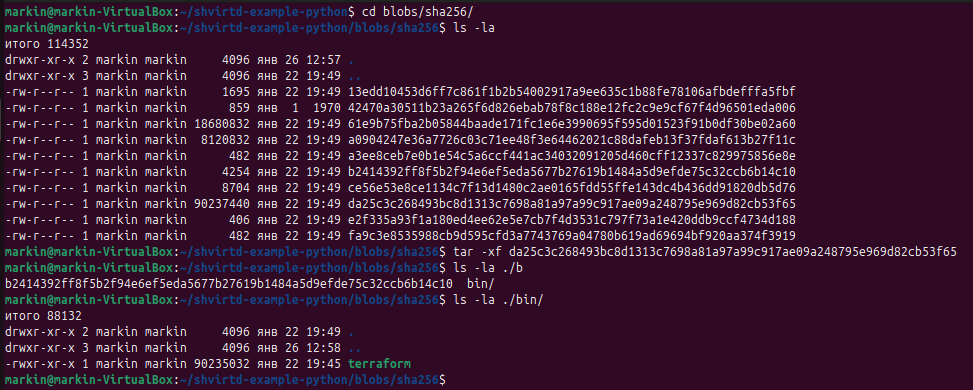 markin@markin-VirtualBox:~/shvirtd-example-python$ cd blobs/sha256/
markin@markin-VirtualBox:~/shvirtd-example-python/blobs/sha256$ ls -la
итого 114352
drwxr-xr-x 2 markin markin     4096 янв 26 12:57 .
drwxr-xr-x 3 markin markin     4096 янв 22 19:49 ..
-rw-r--r-- 1 markin markin     1695 янв 22 19:49 13edd10453d6ff7c861f1b2b54002917a9ee635c1b88fe78106afbdefffa5fbf
-rw-r--r-- 1 markin markin      859 янв  1  1970 42470a30511b23a265f6d826ebab78f8c188e12fc2c9e9cf67f4d96501eda006
-rw-r--r-- 1 markin markin 18680832 янв 22 19:49 61e9b75fba2b05844baade171fc1e6e3990695f595d01523f91b0df30be02a60
-rw-r--r-- 1 markin markin  8120832 янв 22 19:49 a0904247e36a7726c03c71ee48f3e64462021c88dafeb13f37fdaf613b27f11c
-rw-r--r-- 1 markin markin      482 янв 22 19:49 a3ee8ceb7e0b1e54c5a6ccf441ac34032091205d460cff12337c829975856e8e
-rw-r--r-- 1 markin markin     4254 янв 22 19:49 b2414392ff8f5b2f94e6ef5eda5677b27619b1484a5d9efde75c32ccb6b14c10
-rw-r--r-- 1 markin markin     8704 янв 22 19:49 ce56e53e8ce1134c7f13d1480c2ae0165fdd55ffe143dc4b436dd91820db5d76
-rw-r--r-- 1 markin markin 90237440 янв 22 19:49 da25c3c268493bc8d1313c7698a81a97a99c917ae09a248795e969d82cb53f65
-rw-r--r-- 1 markin markin      406 янв 22 19:49 e2f335a93f1a180ed4ee62e5e7cb7f4d3531c797f73a1e420ddb9ccf4734d188
-rw-r--r-- 1 markin markin      482 янв 22 19:49 fa9c3e8535988cb9d595cfd3a7743769a04780b619ad69694bf920aa374f3919
markin@markin-VirtualBox:~/shvirtd-example-python/blobs/sha256$ tar -xf da25c3c268493bc8d1313c7698a81a97a99c917ae09a248795e969d82cb53f65
markin@markin-VirtualBox:~/shvirtd-example-python/blobs/sha256$ ls -la ./b
b2414392ff8f5b2f94e6ef5eda5677b27619b1484a5d9efde75c32ccb6b14c10  bin/
markin@markin-VirtualBox:~/shvirtd-example-python/blobs/sha256$ ls -la ./bin/
итого 88132
drwxr-xr-x 2 markin markin     4096 янв 22 19:49 .
drwxr-xr-x 3 markin markin     4096 янв 26 12:58 ..
-rwxr-xr-x 1 markin markin 90235032 янв 22 19:45 terraform
markin@markin-VirtualBox:~/shvirtd-example-python/blobs/sha256$